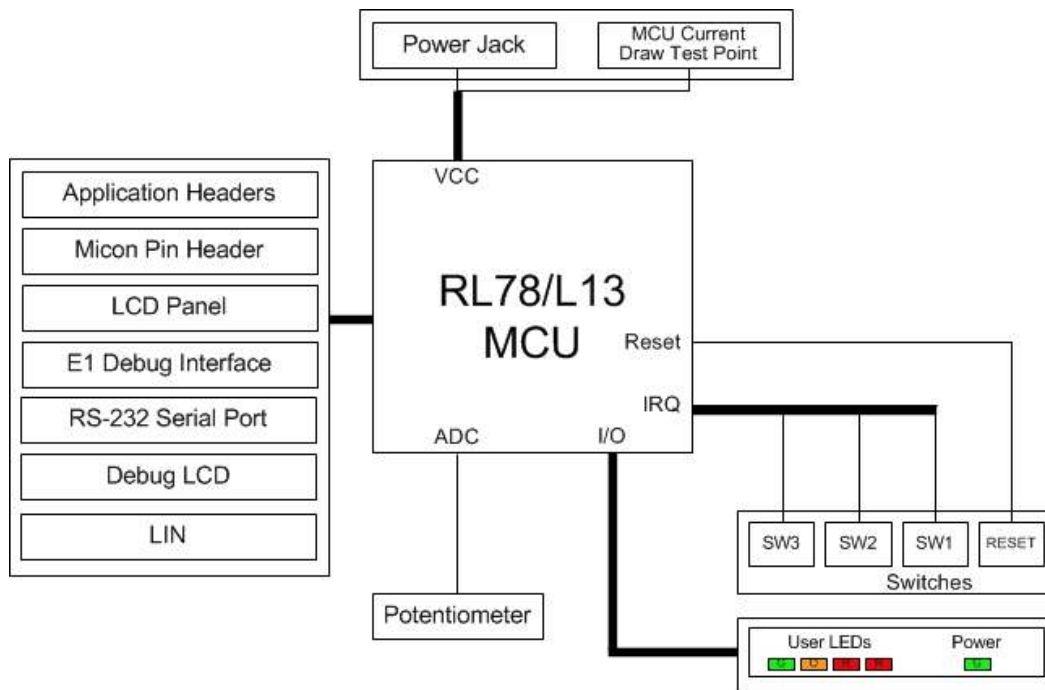 Power Jack
MCU Current
Draw Test Point
VCC
Application Headers
Micon Pin Header
LCD Panel
E1 Debug Interface
RS-232 Serial Port
Debug LCD
LIN
RL78/L13
MCU
Reset
IRQ
ADC
I/O
SW3
SW2
SW1
RESET
Switches
Potentiometer
User LEDs
Power
G
O
R
R
G